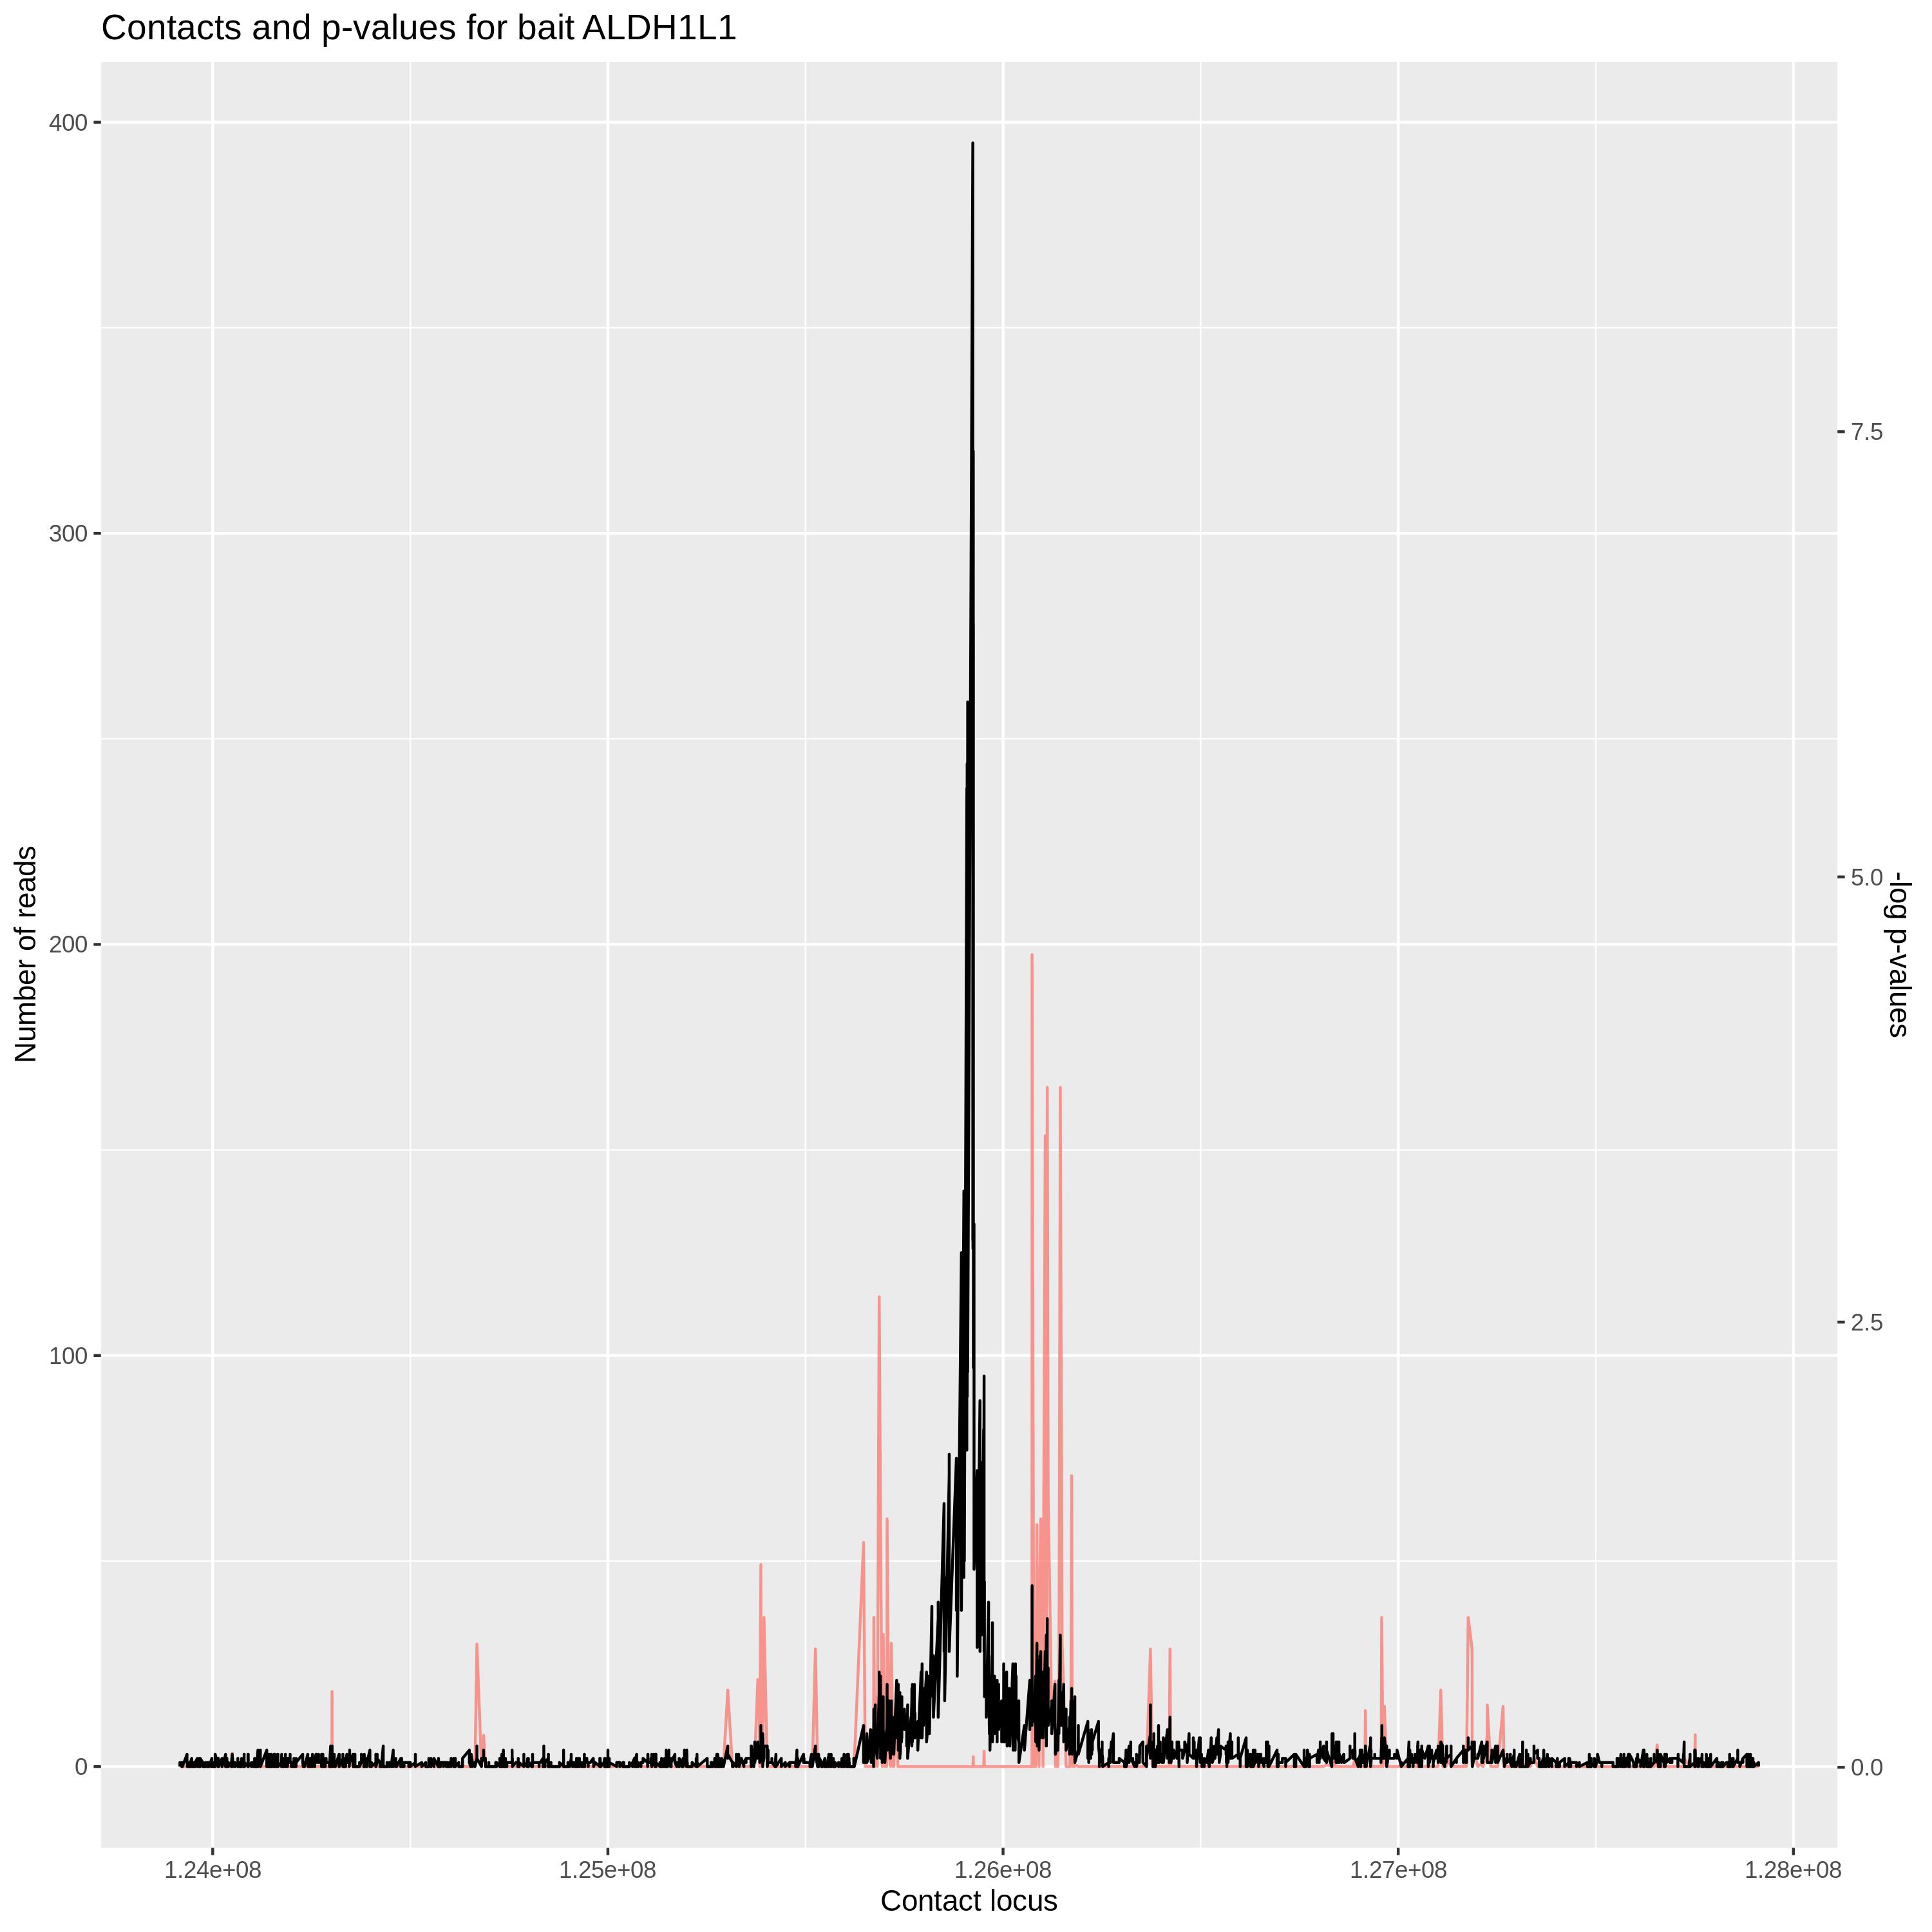 Contacts and p-values for bait ALDH1L1
400
300
200
100
0
Number of reads
7.5
5.0
2.5
0.0
-log p-values
1.24e+08
1.25e+08
1.26e+08
1.27e+08
1.28e+08
Contact locus